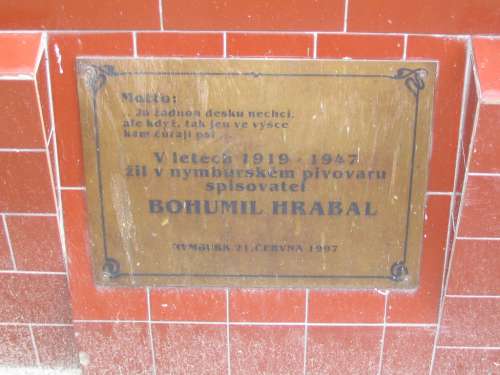 Motto:
.. Já žádnou desku nechci,
ale když, tak jen ve výšce
kam čůrají psi ...
V letech 1919 - 1947
žil v nymburském pivovaru
spisovatel
BOHUMIL HRABAL
NYMBURK 21. ČERVNA 1997